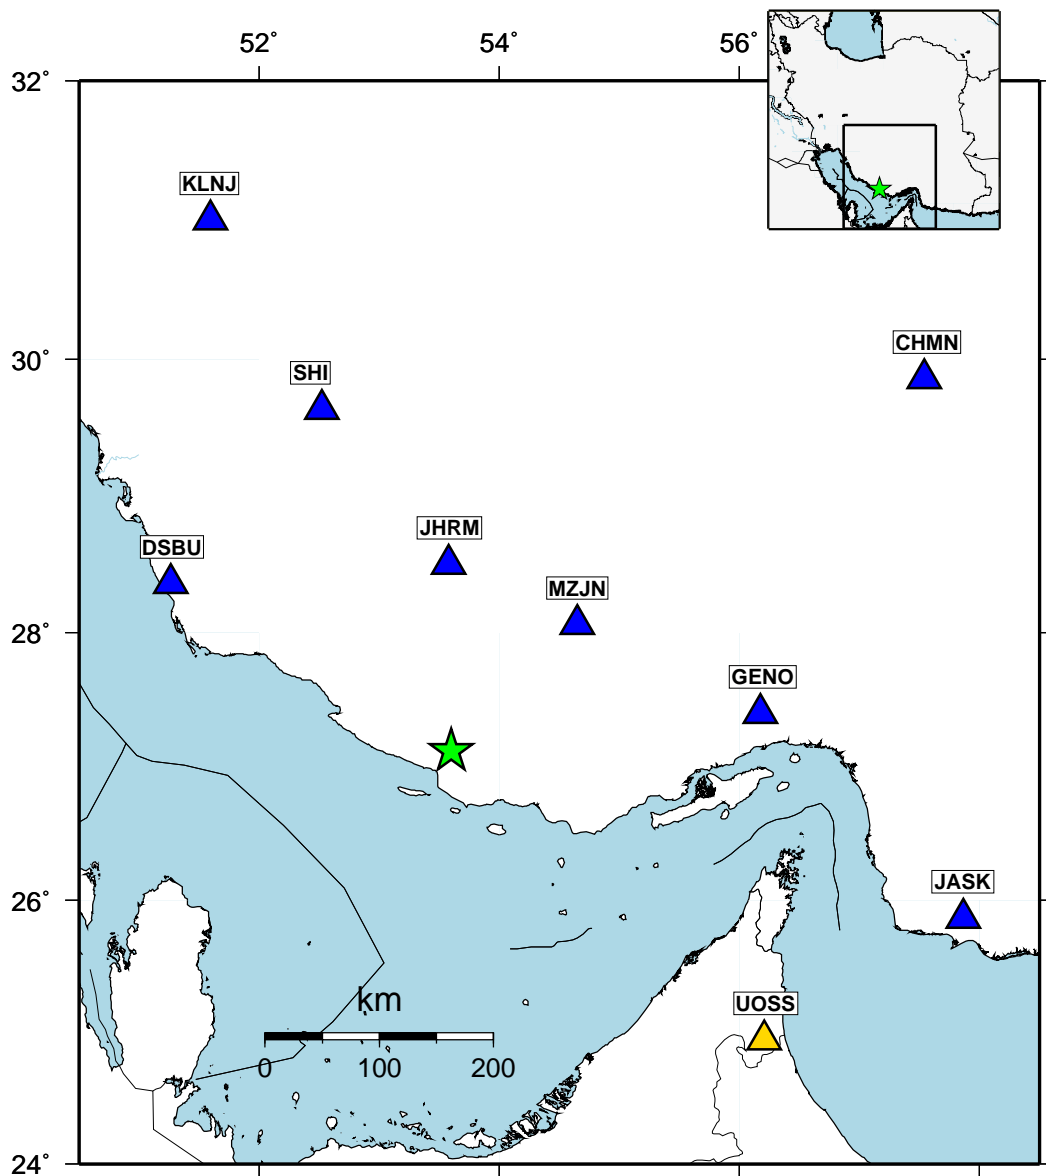 52˚ 54˚ 56˚
32˚
KLNJ
CHMN
30˚
SHI
JHRM
DSBU
MZJN
28˚
GENO
JASK
26˚
UOSS
km
0 100 200
24˚